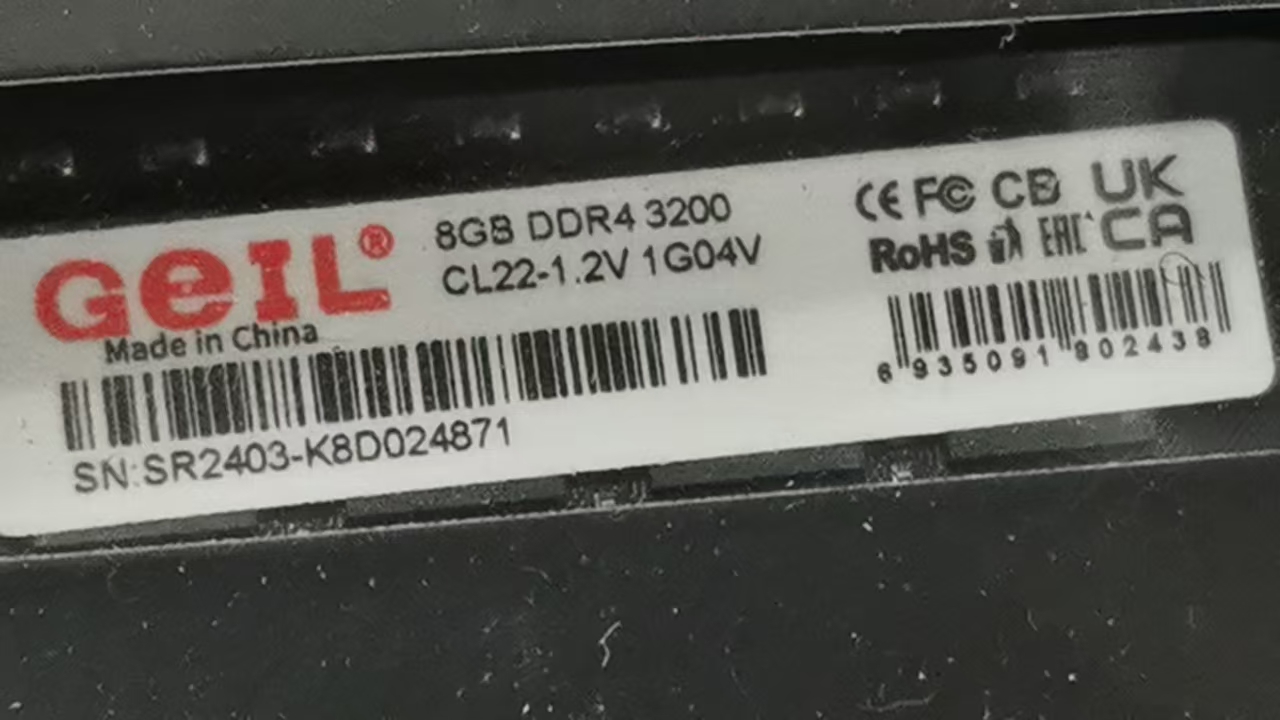 GeIL®
Made in China
8GB DDR4 3200
CL22-1.2V 1G04V
SN:SR2403-K8D024871
CE FC CB UK
RoHS EAC CA
6 935091 802438